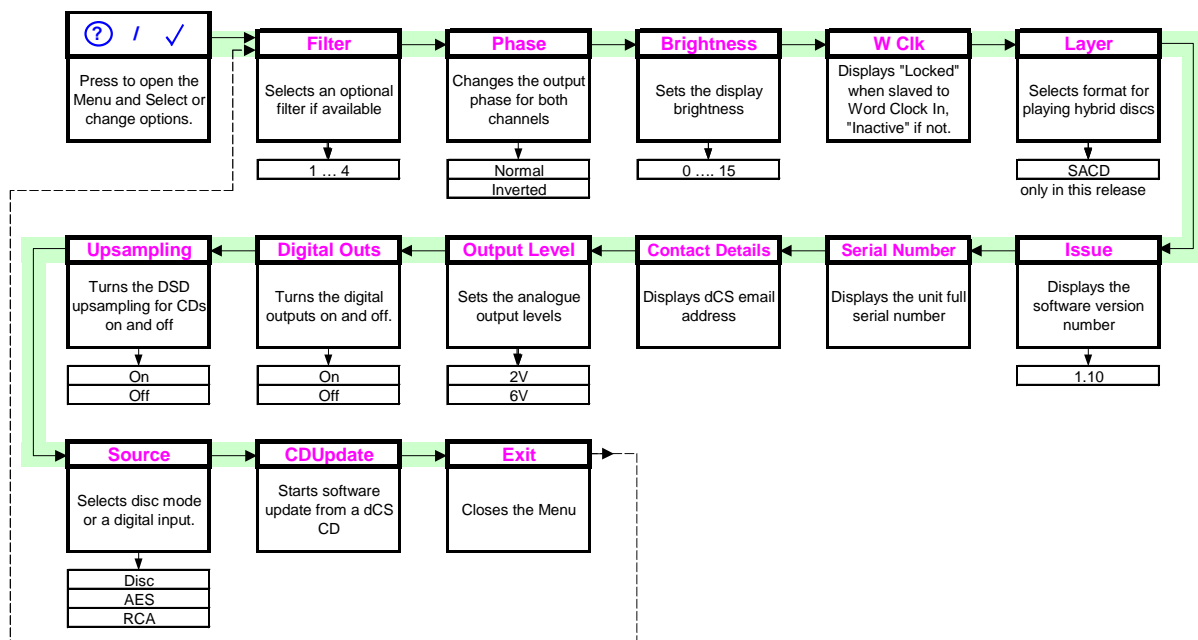 ? / ✓
Press to open the
Menu and Select or
change options.
Filter
Selects an optional
filter if available
1 ... 4
Phase
Changes the output
phase for both
channels
Normal
Inverted
Brightness
Sets the display
brightness
0 .... 15
W Clk
Displays "Locked"
when slaved to
Word Clock In,
"Inactive" if not.
Layer
Selects format for
playing hybrid discs
SACD
only in this release
Issue
Displays the
software version
number
1.10
Serial Number
Displays the unit full
serial number
Contact Details
Displays dCS email
address
Output Level
Sets the analogue
output levels
2V
6V
Digital Outs
Turns the digital
outputs on and off.
On
Off
Upsampling
Turns the DSD
upsampling for CDs
on and off
On
Off
Source
Selects disc mode
or a digital input.
Disc
AES
RCA
CDUpdate
Starts software
update from a dCS
CD
Exit
Closes the Menu